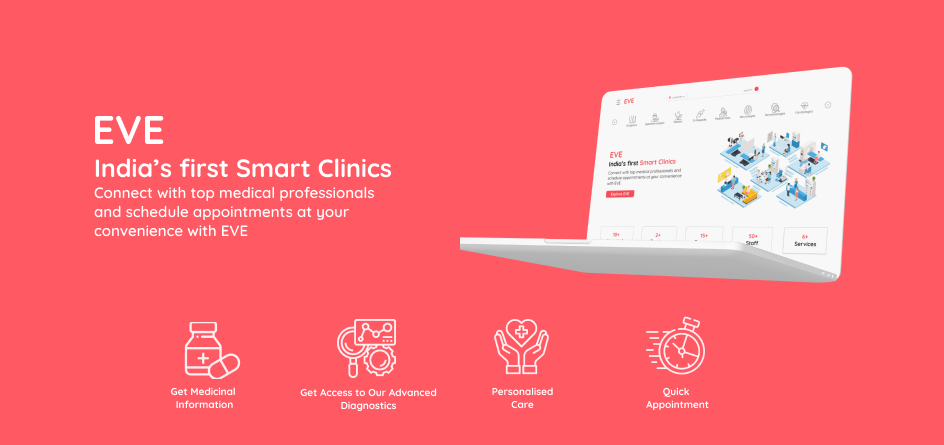 EVE
India's first Smart Clinics
Connect with top medical professionals
and schedule appointments at your
convenience with EVE
EVE
EVE
India's first Smart Clinics
Connect with top medical professionals and
schedule appointments at your convenience
with EVE
Explore EVE
19+
2+
15+
50+
Staff
6+
Services
Get Medicinal
Information
Get Access to Our Advanced
Diagnostics
Personalised
Care
Quick
Appointment